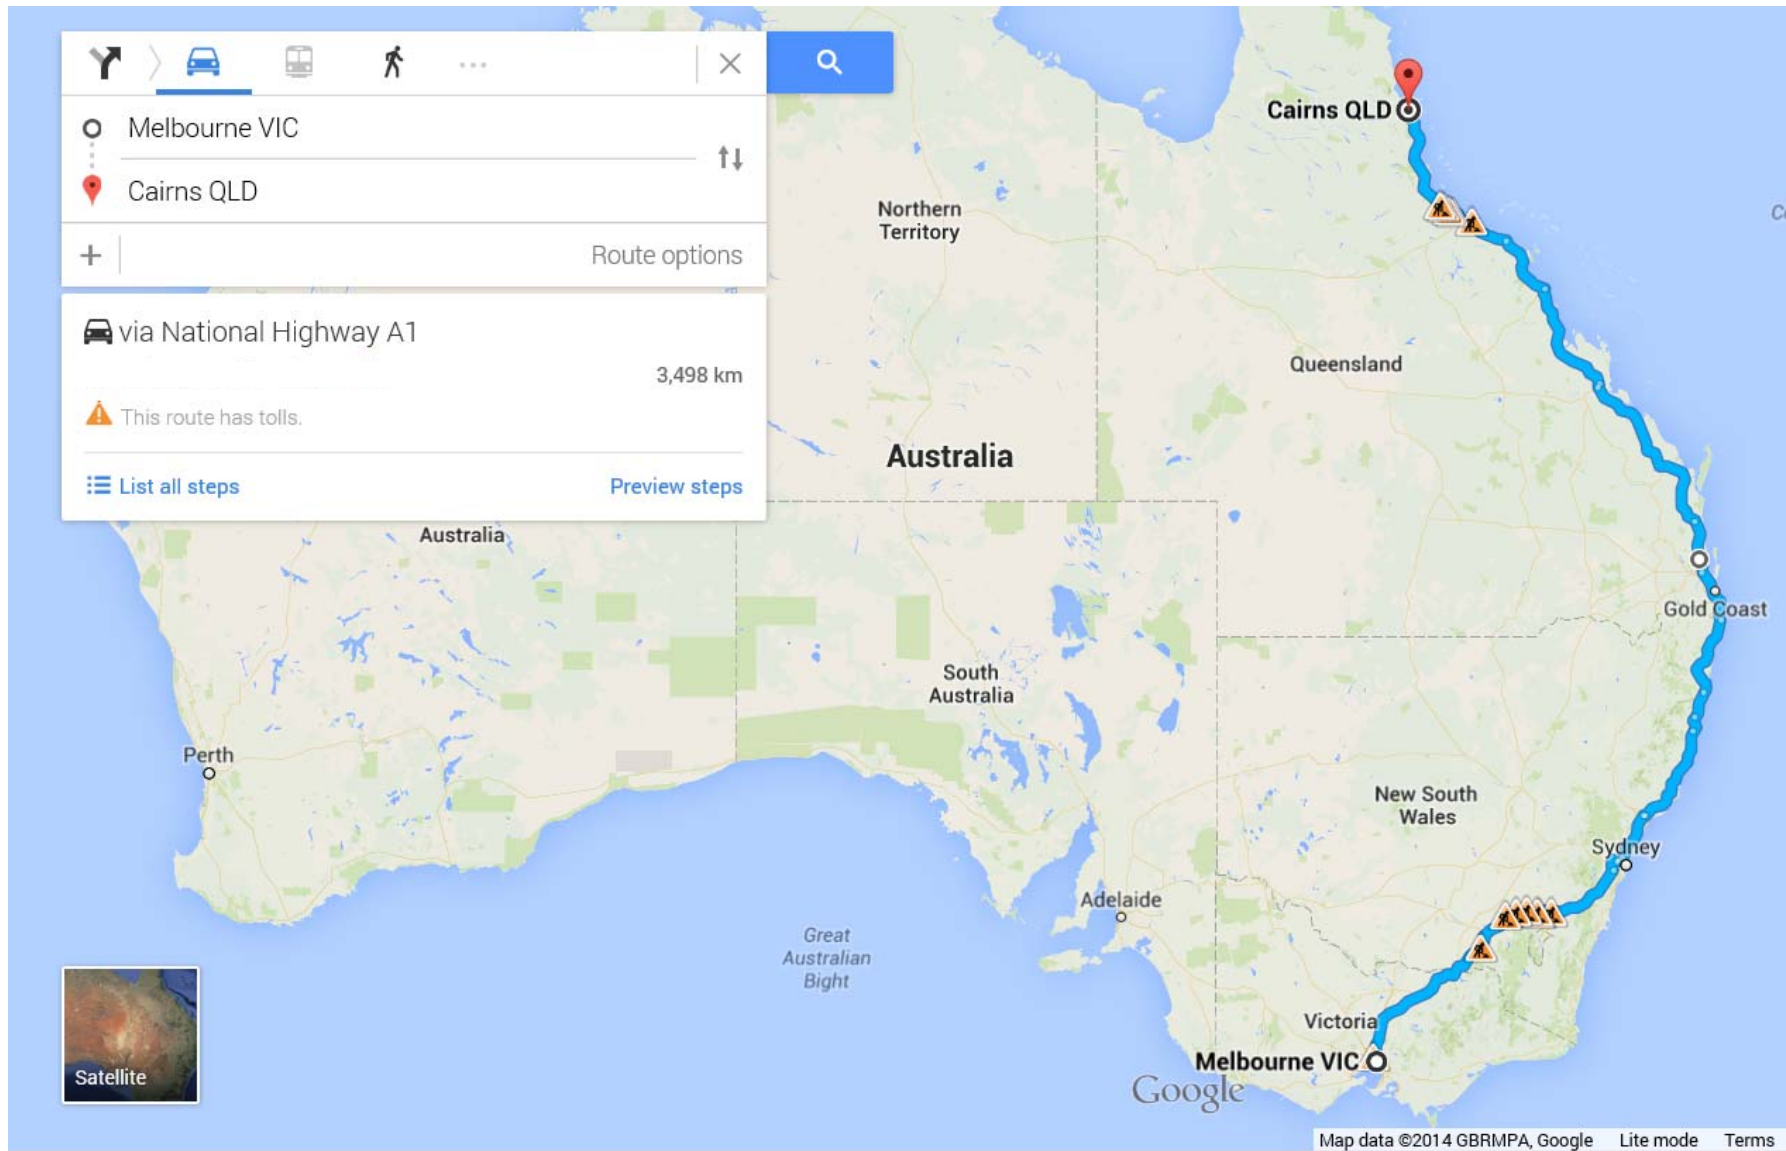 Melbourne VIC
Cairns QLD
Route options
via National Highway A1
3,498 km
This route has tolls.
List all steps
Preview steps
Cairns QLD
Northern
Territory
Queensland
Australia
Australia
Gold Coast
South
Australia
Perth
New South
Wales
Sydney
Adelaide
Great
Australian
Bight
Victoria
Melbourne VIC
Google
Satellite
Map data ©2014 GBRMPA, Google Lite mode Terms